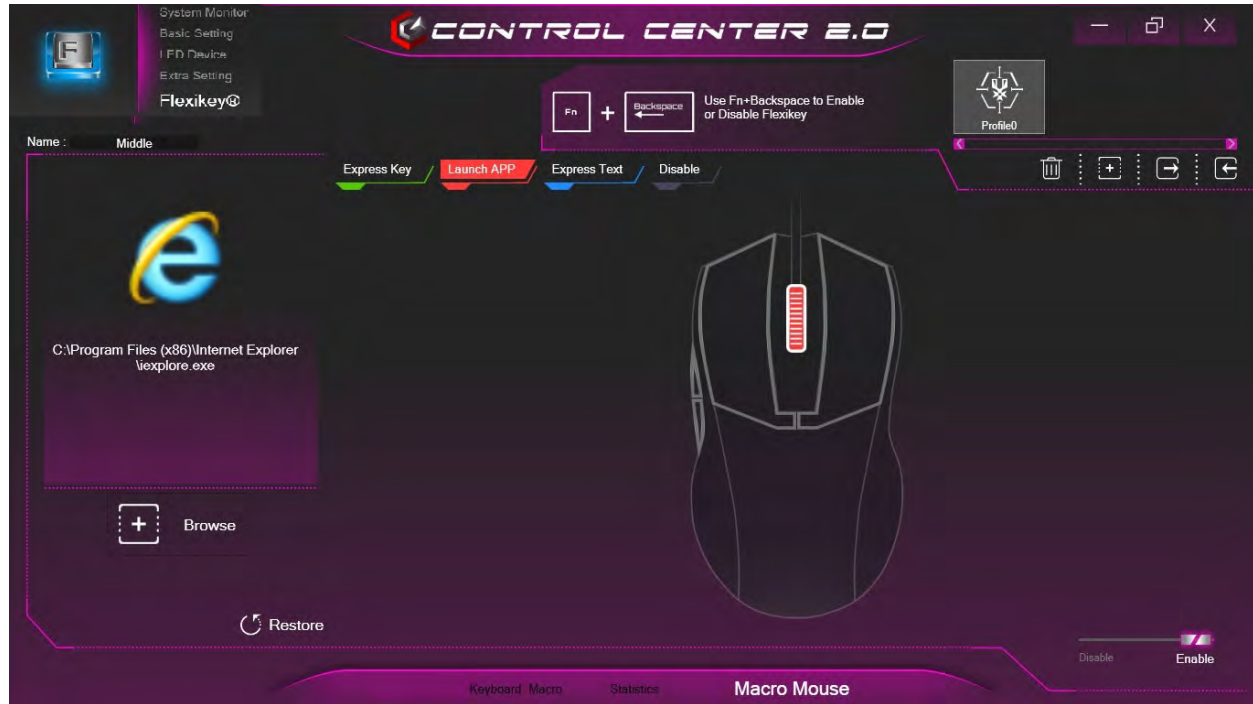 System Monitor
Basic Setting
LED Device
Extra Setting
Flexikey®
CONTROL CENTER 2.0
Fn + Backspace
Use Fn+Backspace to Enable
or Disable Flexikey
Profile0
Name : Middle
Express Key
Launch APP
Express Text
Disable
C:\Program Files (x86)\Internet Explorer
\iexplore.exe
Browse
Restore
Disable
Enable
Keyboard Macro
Statistics
Macro Mouse